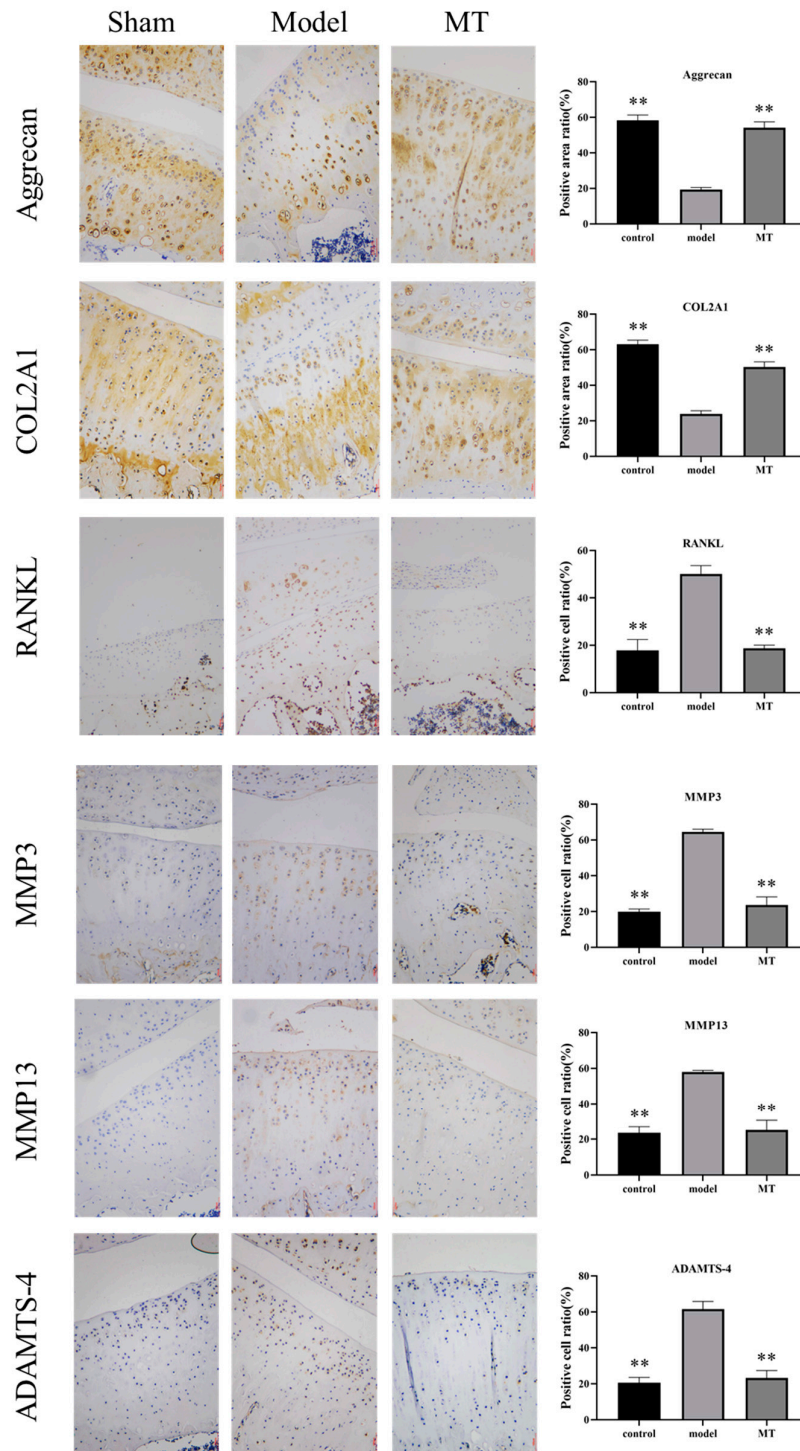 Sham Model MT
Aggrecan
Aggrecan
Positive area ratio(%)
80
60
40
20
0
** **
control model MT
COL2A1
COL2A1
Positive area ratio(%)
80
60
40
20
0
** **
control model MT
RANKL
RANKL
Positive cell ratio(%)
60
40
20
0
** **
control model MT
MMP3
MMP3
Positive cell ratio(%)
80
60
40
20
0
** **
control model MT
MMP13
MMP13
Positive cell ratio(%)
80
60
40
20
0
** **
control model MT
ADAMTS-4
ADAMTS-4
Positive cell ratio(%)
80
60
40
20
0
** **
control model MT